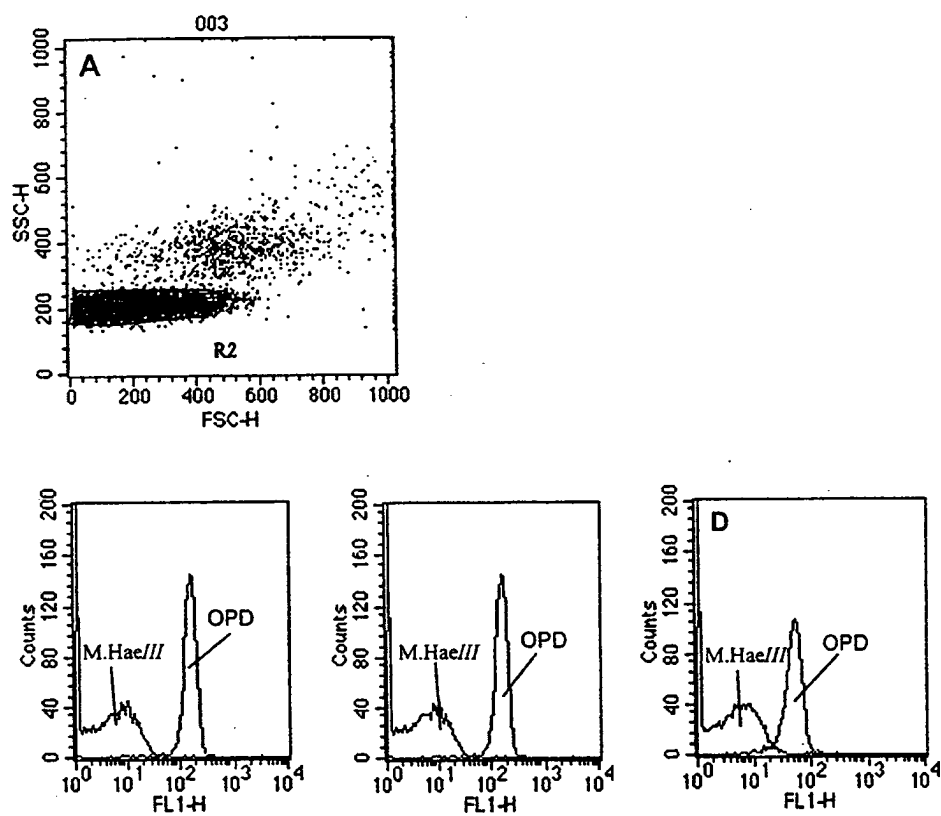 003
A
1000
800
600
400
200
0
SSC-H
R2
0 200 400 600 800 1000
FSC-H
200
160
120
80
40
0
Counts
M.HaeIII
OPD
10^0 10^1 10^2 10^3 10^4
FL1-H
200
160
120
80
40
0
Counts
M.HaeIII
OPD
10^0 10^1 10^2 10^3 10^4
FL1-H
D
200
160
120
80
40
0
Counts
M.HaeIII
OPD
10^0 10^1 10^2 10^3 10^4
FL1-H